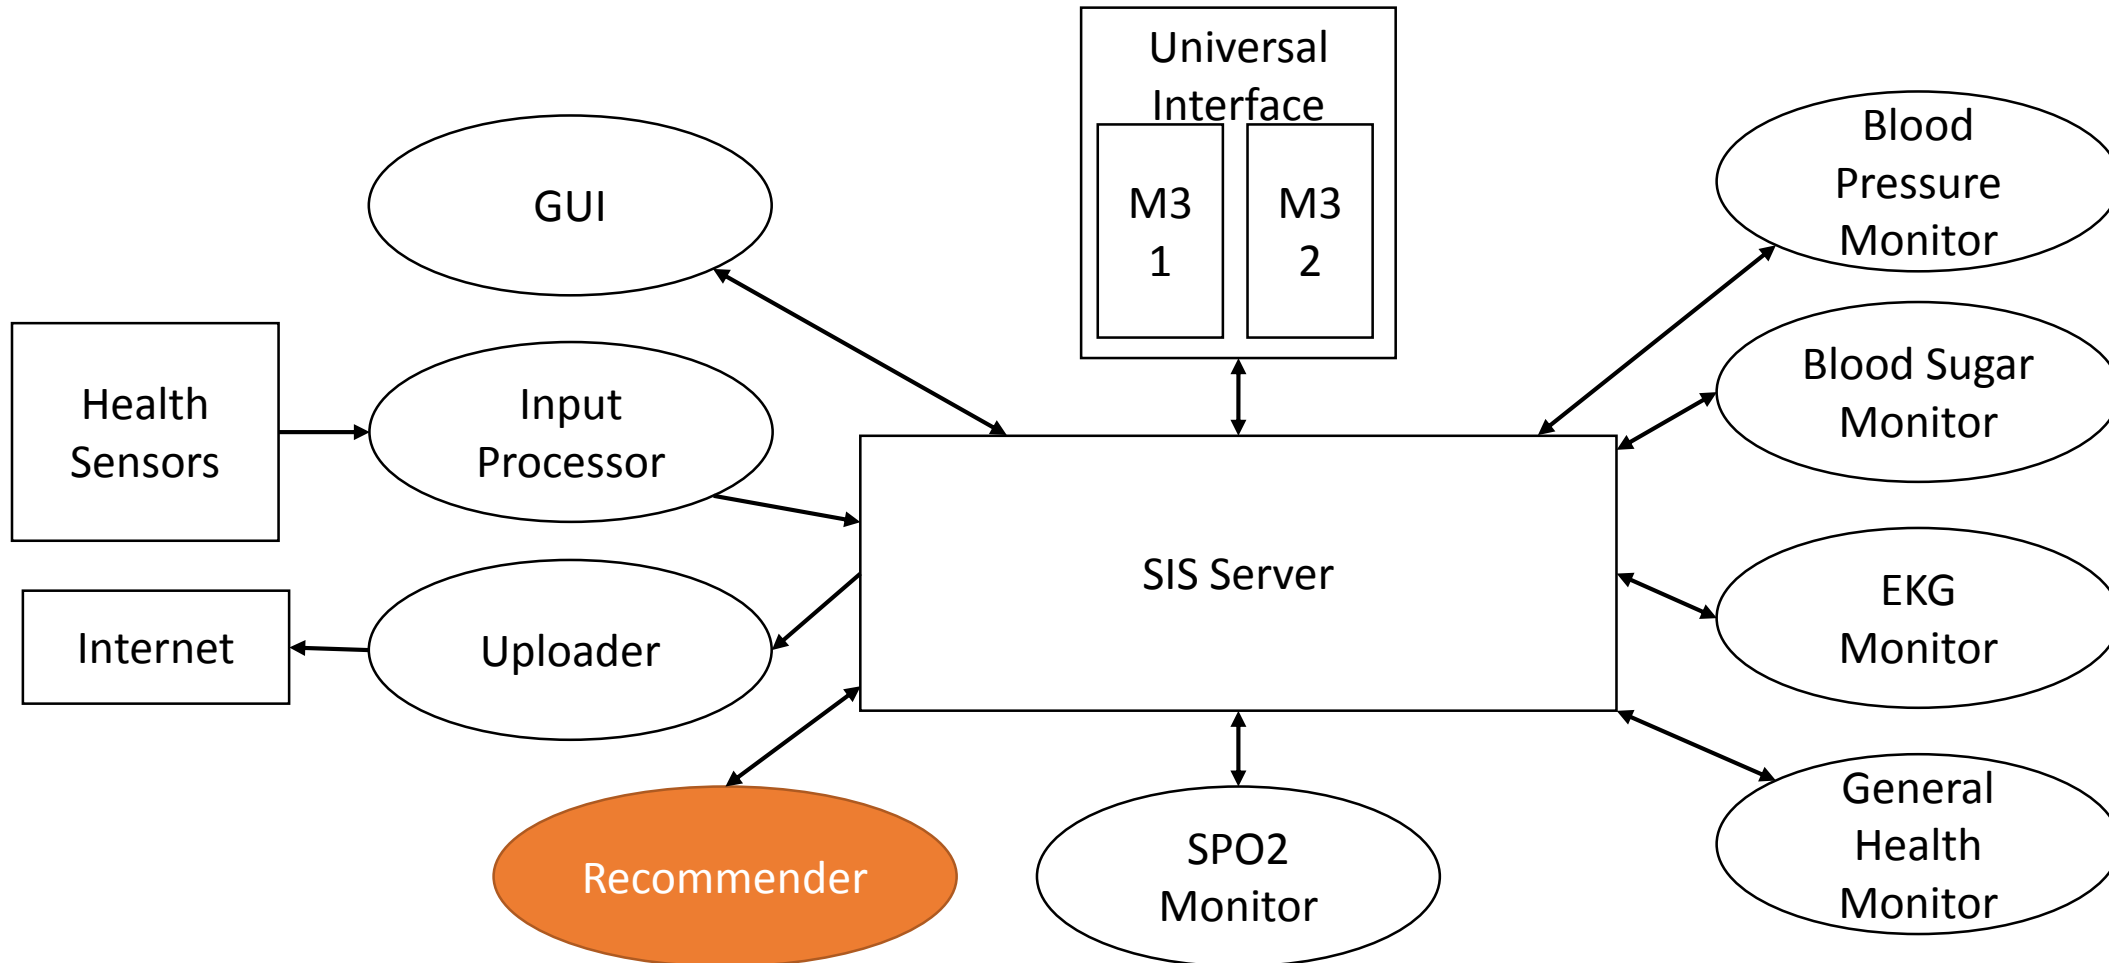 Universal
Interface
M3
1
M3
2
GUI
Blood
Pressure
Monitor
Health
Sensors
Input
Processor
Blood Sugar
Monitor
SIS Server
Internet
Uploader
EKG
Monitor
Recommender
SPO2
Monitor
General
Health
Monitor